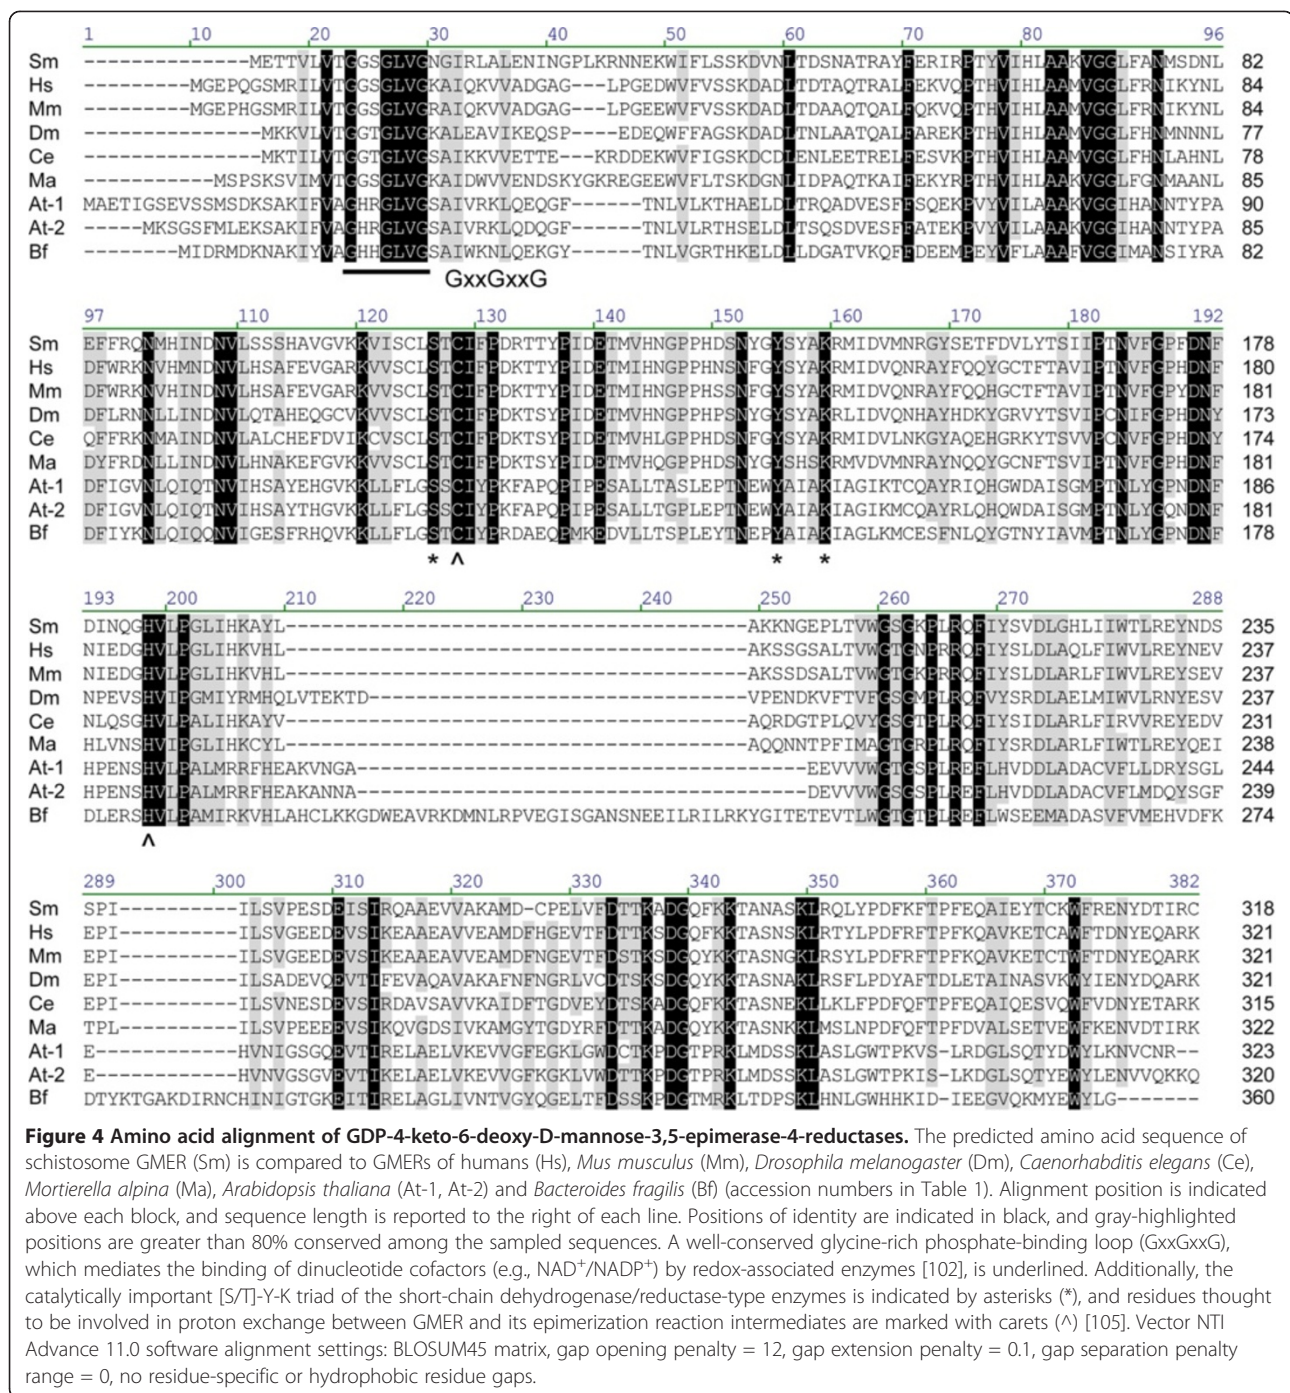 1 10 20 30 40 50 60 70 80 96
Sm --------------METTVILVTGGSGLVGNGIRLALENINGPLKRNNEKWIFLSSKDVNLTDSNATRAYFERIRPTYVIHLAAKVGGLFANMSDNL 82
Hs ---------MGEPQGSMRILVTGGSGLVGKAIQKVVADGAG---LPGEDWVFVSSKDADLTDTAQTRALFEKVQPTHVIHLAAMVGGLFRNIKYNL 84
Mm ---------MGEPHGSMRILVTGGSGLVGRAIQKVVADGAG---LPGEEWVFVSSKDADLTDAAQTQALFQKVQPTHVIHLAAMVGGLFRNIKYNL 84
Dm ---------------MKKVLVTGGTGLVGKALEAVIKEQSP----EDEQWFFAGSKDADLTNLAATQALFAREKPTHVIHLAAMVGGLFHNMNNNL 77
Ce ---------------MKTILVTGGTGLVGSAIKKVVETTE---KRDDEKWVFIGSKDCDLENLEETRELFESVKPTHVIHLAAMVGGLFHNLAHNL 78
Ma -----------MSPSKSVIMVTGGSGLVGKAIDWVVENDSKYGKREGEEWVFLTSKDGNLIDPAQTKAIFEKYRPTHVIHLAALVGGLFGNMAANL 85
At-1 MAETIGSEVSSMSDKSAKIFVAGHRGLVGSAIVRKLQEQGF------TNLVLKTHAELDLTRQADVESFFSQEKPVYVILAAAKVGGIHANNTYPA 90
At-2 -----MKSGSFMLEKSAKIFVAGHRGLVGSAIVRKLQDQGF------TNLVLRTHSELDLTSQSDVESFFATEKPVYVILAAAKVGGIHANNTYPA 85
Bf --------MIDRMDKNAKIYVAGHHGLVGSAIWKNLQEKGY------TNLVGRTHKELDLLDGATVKQFFDEEMPEYVFLAAAFVGGIMANSIYRA 82
GxxGxxG
97 110 120 130 140 150 160 170 180 192
Sm EFFRQNMHINDNVLSSSHAVGVKKVISCLSTCIFPDRTTYPIDETMVHNGPPHDSNYGYSYAKRMIDVMNRGYSETFDVLYTSIIPTNVFGPFDNF 178
Hs DFWRKNVHMNDNVLHSAFEVGARKVVSCLSTCIFPDKTTYPIDETMIHNGPPHNSNFGYSYAKRMIDVQNRAYFQQYGCTFTAVIPTNVFGPHDNF 180
Mm DFWRKNVHINDNVLHSAFEVGARKVVSCLSTCIFPDKTTYPIDETMIHNGPPHSSNFGYSYAKRMIDVQNRAYFQQHGCTFTAVIPTNVFGPYDNF 181
Dm DFLRNNLLINDNVLQTAHEQGCVKVVSCLSTCIFPDKTSYPIDETMVHNGPPHPSNYGYSYAKRLIDVQNHAYHDKYGRVYTSVIPCNIFGPHDNY 173
Ce QFFRKNMAINDNVLALCHEFDVIKCVSCLSTCIFPDKTSYPIDETMVHLGPPHDSNFGYSYAKRMIDVLNKGYAQEHGRKYTSVVPCNVFGPHDNY 174
Ma DYFRDNLLINDNVLHNAKEFGVKKVVSCLSTCIFPDKTSYPIDETMVHQGPPHDSNYGYSHSKRMVDVMNRAYNQQYGCNFTSVIPTNVFGPHDNF 181
At-1 DFIGVNLQIQTNVIHSAYEHGVKKLLFLGSSCIYPKFAPQPIPESALLTASLEPTNEWYAIAKIAGIKTCQAYRIQHGWDAISGMPTNLYGPNDNF 186
At-2 DFIGVNLQIQTNVIHSAYTHGVKKLLFLGSSCIYPKFAPQPIPESALLTGPLEPTNEWYAIAKIAGIKMCQAYRLQHQWDAISGMPTNLYGQNDNF 181
Bf DFIYKNLQIQQNVIGESFRHQVKKLLFLGSTCIYPRDAEQPMKEDVLLTSPLEYTNEPYAIAKIAGLKMCESFNLQYGTNYIAVMPTNLYGPNDNF 178
* ^ * *
193 200 210 220 230 240 250 260 270 288
Sm DINQGHVLPGLIHKAYL---------------------------------------AKKNGEPLTVWGSGKPLRQFIYSVDLGHLIIWTLREYNDS 235
Hs NIEDGHVLPGLIHKVHL---------------------------------------AKSSGSALTVWGTGNPRRQFIYSLDLAQLFIWVLREYNEV 237
Mm NIEDGHVLPGLIHKVHL---------------------------------------AKSSDSALTVWGTGKPRRQFIYSLDLARLFIWVLREYSEV 237
Dm NPEVSHVIPGMIYRMHQLVTEKTD--------------------------------VPENDKVFTVFGSGMPLRQFVYSRDLAELMIWVLRNYESV 237
Ce NLQSGHVLPALIHKAYV---------------------------------------AQRDGTPLQVYGSGTPLRQFIYSIDLARLFIRVVREYEDV 231
Ma HLVNSHVIPGLIHKCYL---------------------------------------AQQNNTPFIMAGTGRPLRQFIYSRDLARLFIWTLREYQEI 238
At-1 HPENSHVLPALMRRFHEAKVNGA--------------------------------------EEVVVWGTGSPLREFLHVDDLADACVFLLDRYSGL 244
At-2 HPENSHVLPALMRRFHEAKANNA--------------------------------------DEVVVWGSGSPLREFLHVDDLADACVFLMDQYSGF 239
Bf DLERSHVLPAMIRKVHLAHCLKKGDWEAVRKDMNLRPVEGISGANSNEEILRILRKYGITETEVTLWGTGTPLREFLWSEEMADASVFVMEHVDFK 274
^
289 300 310 320 330 340 350 360 370 382
Sm SPI----------ILSVPESDEISIRQAAEVVAKAMD-CPELVFDTTKADGQFKKTANASKLRQLYPDFKFTPFEQAIEYTCKWFRENYDTIRC 318
Hs EPI----------ILSVGEEDEVSIKEAAEAVVEAMDFHGEVTFDTTKSDGQFKKTASNSKLRTYLPDFRFTPFKQAVKETCAWFTDNYEQARK 321
Mm EPI----------ILSVGEEDEVSIKEAAEAVVEAMDFNGEVTFDSTKSDGQYKKTASNGKLRSYLPDFRFTPFKQAVKETCTWFTDNYEQARK 321
Dm EPI----------ILSADEVQEVTIFEVAQAVAKAFNFNGRLVCDTSKSDGQYKKTASNAKLRSFLPDYAFTDLETAINASVKWYIENYDQARK 321
Ce EPI----------ILSVNESDEVSIRDAVSAVVKAIDFTGDVEYDTSKADGQFKKTASNEKLLKLFPDFQFTPFEQAIQESVQWFVDNYETARK 315
Ma TPL----------ILSVPEEEEVSIKQVGDSIVKAMGYTGDYRFDTTKADGQYKKTASNKKLMSLNPDFQFTPFDVALSETVEWFKENVDTIRK 322
At-1 E------------HVNIGSGQEVTIRELAELVKEVVGFEGKLGWDCTKPDGTPRKLMDSSKLASLGWTPKVS-LRDGLSQTYDWYLKNVCNR-- 323
At-2 E------------HVNVGSGVEVTIKELAELVKEVVGFKGKLVWDTTKPDGTPRKLMDSSKLASLGWTPKIS-LKDGLSQTYEWYLENVVQKKQ 320
Bf DTYKTGAKDIRNCHINIGTGKEITIRELAGLIVNTVGYQGELTFDSSKPDGTMRKLTDPSKLHNLGWHHKID-IEEGVQKMYEWYLG------- 360
Figure 4 Amino acid alignment of GDP-4-keto-6-deoxy-D-mannose-3,5-epimerase-4-reductases. The predicted amino acid sequence of
schistosome GMER (Sm) is compared to GMERs of humans (Hs), Mus musculus (Mm), Drosophila melanogaster (Dm), Caenorhabditis elegans (Ce),
Mortierella alpina (Ma), Arabidopsis thaliana (At-1, At-2) and Bacteroides fragilis (Bf) (accession numbers in Table 1). Alignment position is indicated
above each block, and sequence length is reported to the right of each line. Positions of identity are indicated in black, and gray-highlighted
positions are greater than 80% conserved among the sampled sequences. A well-conserved glycine-rich phosphate-binding loop (GxxGxxG),
which mediates the binding of dinucleotide cofactors (e.g., NAD⁺/NADP⁺) by redox-associated enzymes [102], is underlined. Additionally, the
catalytically important [S/T]-Y-K triad of the short-chain dehydrogenase/reductase-type enzymes is indicated by asterisks (*), and residues thought
to be involved in proton exchange between GMER and its epimerization reaction intermediates are marked with carets (^) [105]. Vector NTI
Advance 11.0 software alignment settings: BLOSUM45 matrix, gap opening penalty = 12, gap extension penalty = 0.1, gap separation penalty
range = 0, no residue-specific or hydrophobic residue gaps.